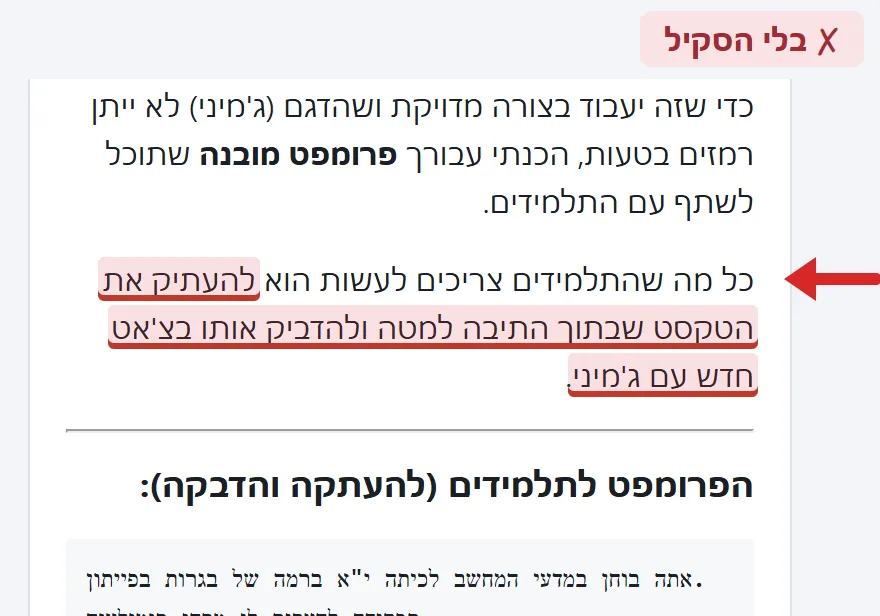 ✗ בלי הסקיל
כדי שזה יעבוד בצורה מדויקת ושהדגם (ג'מיני) לא ייתן
רמזים בטעות, הכנתי עבורך פרומפט מובנה שתוכל
לשתף עם התלמידים.
כל מה שהתלמידים צריכים לעשות הוא להעתיק את
הטקסט שבתוך התיבה למטה ולהדביק אותו בצ'אט
חדש עם ג'מיני.
הפרומפט לתלמידים (להעתקה והדבקה):
אתה בוחן במדעי המחשב לכיתה י"א ברמה של בגרות בפייתון.